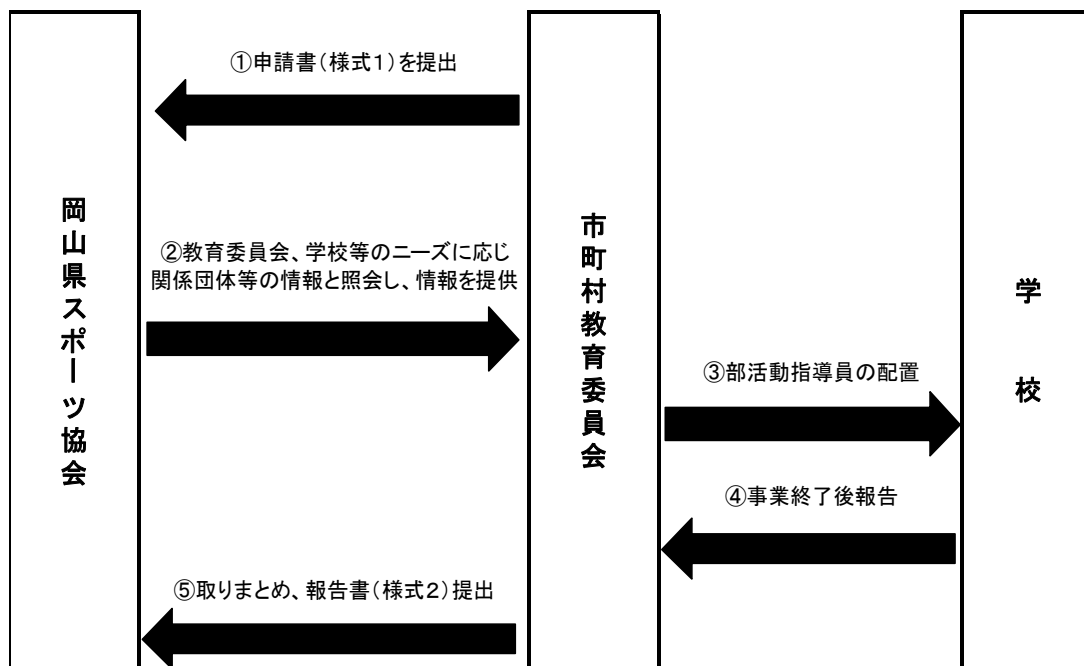 ①申請書(様式1)を提出
岡山県スポーツ協会
②教育委員会、学校等のニーズに応じ
関係団体等の情報と照会し、情報を提供
市町村教育委員会
学校
③部活動指導員の配置
④事業終了後報告
⑤取りまとめ、報告書(様式2)提出